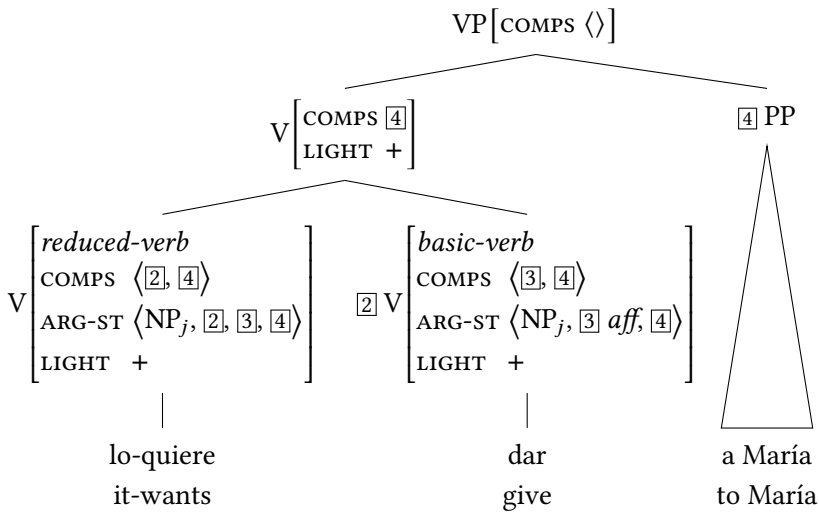 VP[COMPS ⟨⟩]
V[COMPS 4
LIGHT +]
4 PP
V[reduced-verb
COMPS ⟨2, 4⟩
ARG-ST ⟨NPj, 2, 3, 4⟩
LIGHT +]
2 V[basic-verb
COMPS ⟨3, 4⟩
ARG-ST ⟨NPj, 3 aff, 4⟩
LIGHT +]
lo-quiere dar a María
it-wants give to María